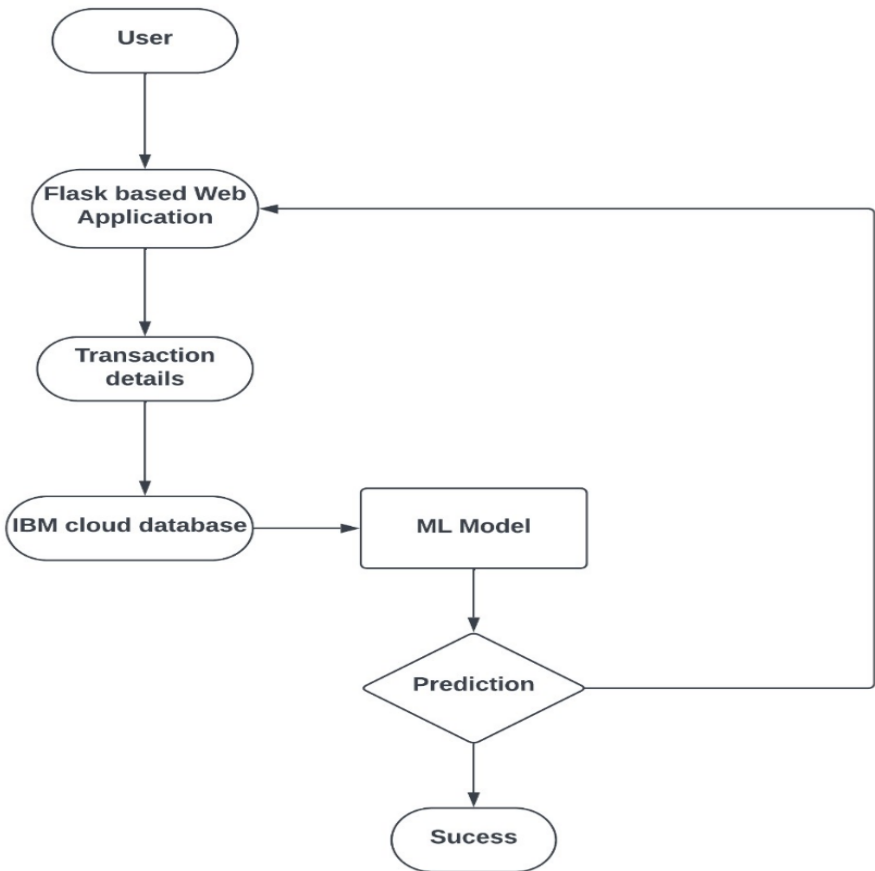 User
Flask based Web
Application
Transaction
details
IBM cloud database
ML Model
Prediction
Sucess